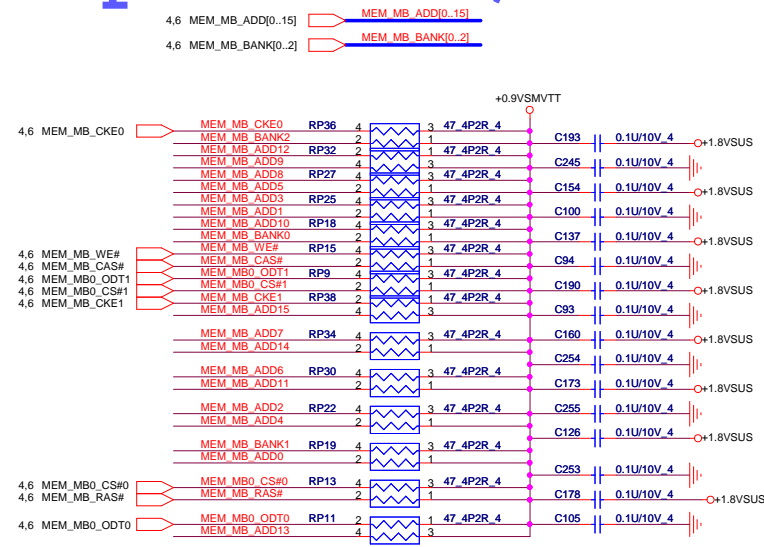 4,6 MEM_MB_ADD[0..15] MEM_MB_ADD[0..15]
4,6 MEM_MB_BANK[0..2] MEM_MB_BANK[0..2]
+0.9VSMVTT
4,6 MEM_MB_CKE0 MEM_MB_CKE0 RP36 4 3 47_4P2R_4
MEM_MB_BANK2 2 1 C193 0.1U/10V_4 +1.8VSUS
MEM_MB_ADD12 RP32 2 1 47_4P2R_4
MEM_MB_ADD9 4 3 C245 0.1U/10V_4
MEM_MB_ADD8 RP27 4 3 47_4P2R_4
MEM_MB_ADD5 2 1 C154 0.1U/10V_4 +1.8VSUS
MEM_MB_ADD3 RP25 4 3 47_4P2R_4
MEM_MB_ADD1 2 1 C100 0.1U/10V_4
MEM_MB_ADD10 RP18 4 3 47_4P2R_4
MEM_MB_BANK0 2 1 C137 0.1U/10V_4 +1.8VSUS
4,6 MEM_MB_WE# MEM_MB_WE# RP15 4 3 47_4P2R_4
4,6 MEM_MB_CAS# MEM_MB_CAS# 2 1 C94 0.1U/10V_4
4,6 MEM_MB0_ODT1 MEM_MB0_ODT1 RP9 4 3 47_4P2R_4
4,6 MEM_MB0_CS#1 MEM_MB0_CS#1 2 1 C190 0.1U/10V_4 +1.8VSUS
4,6 MEM_MB_CKE1 MEM_MB_CKE1 RP38 2 1 47_4P2R_4
MEM_MB_ADD15 4 3 C93 0.1U/10V_4
MEM_MB_ADD7 RP34 4 3 47_4P2R_4 C160 0.1U/10V_4 +1.8VSUS
MEM_MB_ADD14 2 1
C254 0.1U/10V_4
MEM_MB_ADD6 RP30 4 3 47_4P2R_4
MEM_MB_ADD11 2 1 C173 0.1U/10V_4 +1.8VSUS
MEM_MB_ADD2 RP22 4 3 47_4P2R_4 C255 0.1U/10V_4
MEM_MB_ADD4 2 1
C126 0.1U/10V_4 +1.8VSUS
MEM_MB_BANK1 RP19 4 3 47_4P2R_4
MEM_MB_ADD0 2 1
C253 0.1U/10V_4
4,6 MEM_MB0_CS#0 MEM_MB0_CS#0 RP13 4 3 47_4P2R_4
4,6 MEM_MB_RAS# MEM_MB_RAS# 2 1 C178 0.1U/10V_4 +1.8VSUS
4,6 MEM_MB0_ODT0 MEM_MB0_ODT0 RP11 2 1 47_4P2R_4 C105 0.1U/10V_4
MEM_MB_ADD13 4 3